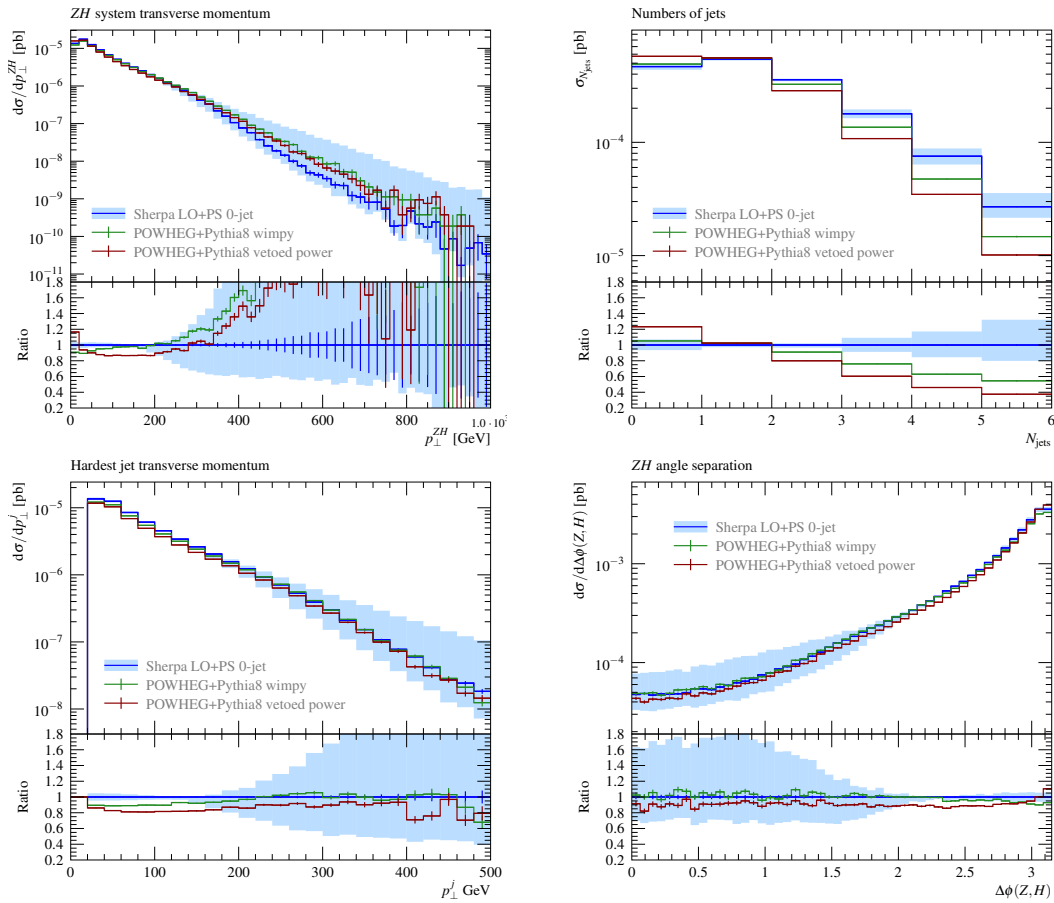 ZH system transverse momentum
dσ/dp⊥^ZH [pb]
10^−5
10^−6
10^−7
10^−8
10^−9
10^−10
10^−11
Sherpa LO+PS 0-jet
POWHEG+Pythia8 wimpy
POWHEG+Pythia8 vetoed power
Ratio
1.8
1.6
1.4
1.2
1
0.8
0.6
0.4
0.2
0 200 400 600 800
p⊥^ZH [GeV]
Numbers of jets
σ_Njets [pb]
10^−4
10^−5
Sherpa LO+PS 0-jet
POWHEG+Pythia8 wimpy
POWHEG+Pythia8 vetoed power
Ratio
1.8
1.6
1.4
1.2
1
0.8
0.6
0.4
0.2
0 1 2 3 4 5 6
N_jets
Hardest jet transverse momentum
dσ/dp⊥^j [pb]
10^−5
10^−6
10^−7
10^−8
Sherpa LO+PS 0-jet
POWHEG+Pythia8 wimpy
POWHEG+Pythia8 vetoed power
Ratio
1.8
1.6
1.4
1.2
1
0.8
0.6
0.4
0.2
0 100 200 300 400 500
p⊥^j GeV
ZH angle separation
dσ/dΔϕ(Z,H) [pb]
10^−3
10^−4
Sherpa LO+PS 0-jet
POWHEG+Pythia8 wimpy
POWHEG+Pythia8 vetoed power
Ratio
1.8
1.6
1.4
1.2
1
0.8
0.6
0.4
0.2
0 0.5 1 1.5 2 2.5 3
Δϕ(Z,H)